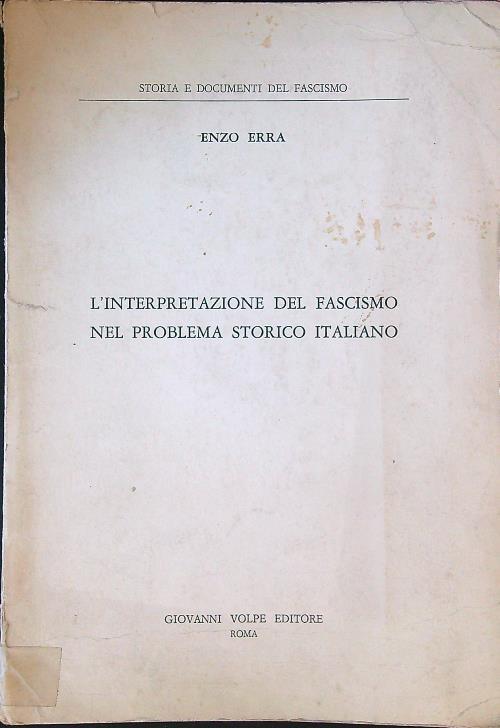 STORIA E DOCUMENTI DEL FASCISMO
ENZO ERRA
L'INTERPRETAZIONE DEL FASCISMO
NEL PROBLEMA STORICO ITALIANO
GIOVANNI VOLPE EDITORE
ROMA